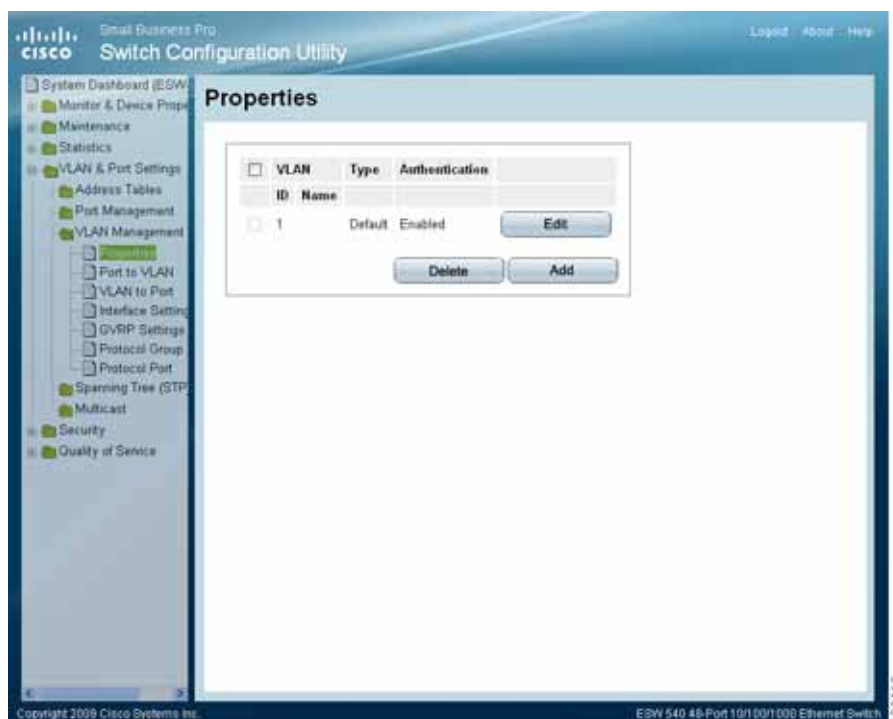 Small Business Pro
cisco Switch Configuration Utility
Logout About Help
System Dashboard (ESW
Monitor & Device Prope
Maintenance
Statistics
VLAN & Port Settings
Address Tables
Port Management
VLAN Management
Properties
Port to VLAN
VLAN to Port
Interface Setting
GVRP Settings
Protocol Group
Protocol Port
Spanning Tree (STP
Multicast
Security
Quality of Service
Properties
VLAN Type Authentication
ID Name
1 Default Enabled Edit
Delete Add
Copyright 2009 Cisco Systems Inc.
ESW 540 48-Port 10/100/1000 Ethernet Switch